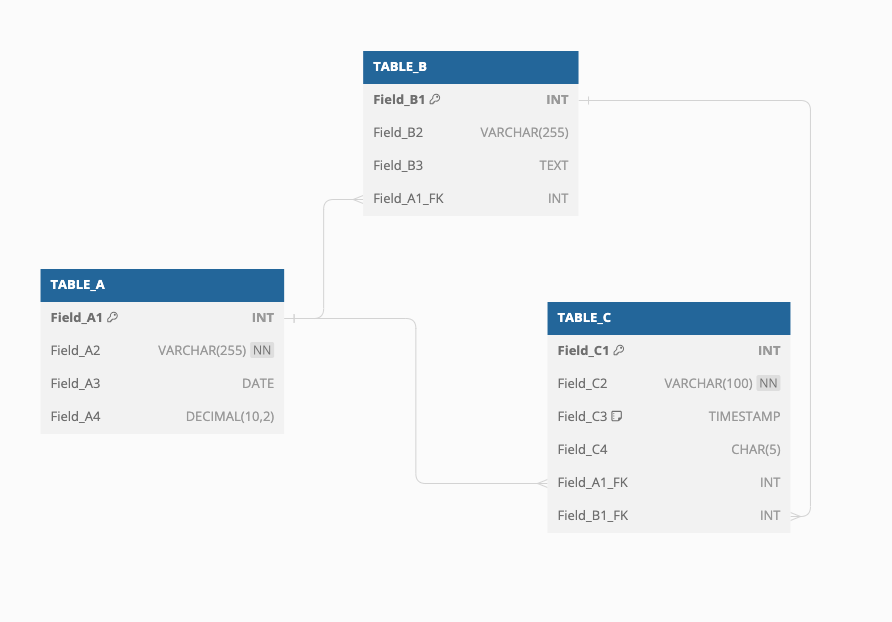 TABLE_B
Field_B1 INT
Field_B2 VARCHAR(255)
Field_B3 TEXT
Field_A1_FK INT
TABLE_A
Field_A1 INT
Field_A2 VARCHAR(255) NN
Field_A3 DATE
Field_A4 DECIMAL(10,2)
TABLE_C
Field_C1 INT
Field_C2 VARCHAR(100) NN
Field_C3 TIMESTAMP
Field_C4 CHAR(5)
Field_A1_FK INT
Field_B1_FK INT